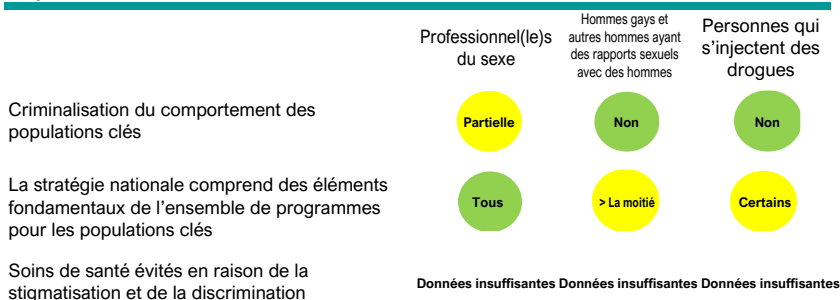 Professionnel(le)s
du sexe
Hommes gays et
autres hommes ayant
des rapports sexuels
avec des hommes
Personnes qui
s'injectent des
drogues
Criminalisation du comportement des
populations clés
Partielle
Non
Non
La stratégie nationale comprend des éléments
fondamentaux de l'ensemble de programmes
pour les populations clés
Tous
> La moitié
Certains
Soins de santé évités en raison de la
stigmatisation et de la discrimination
Données insuffisantes Données insuffisantes Données insuffisantes